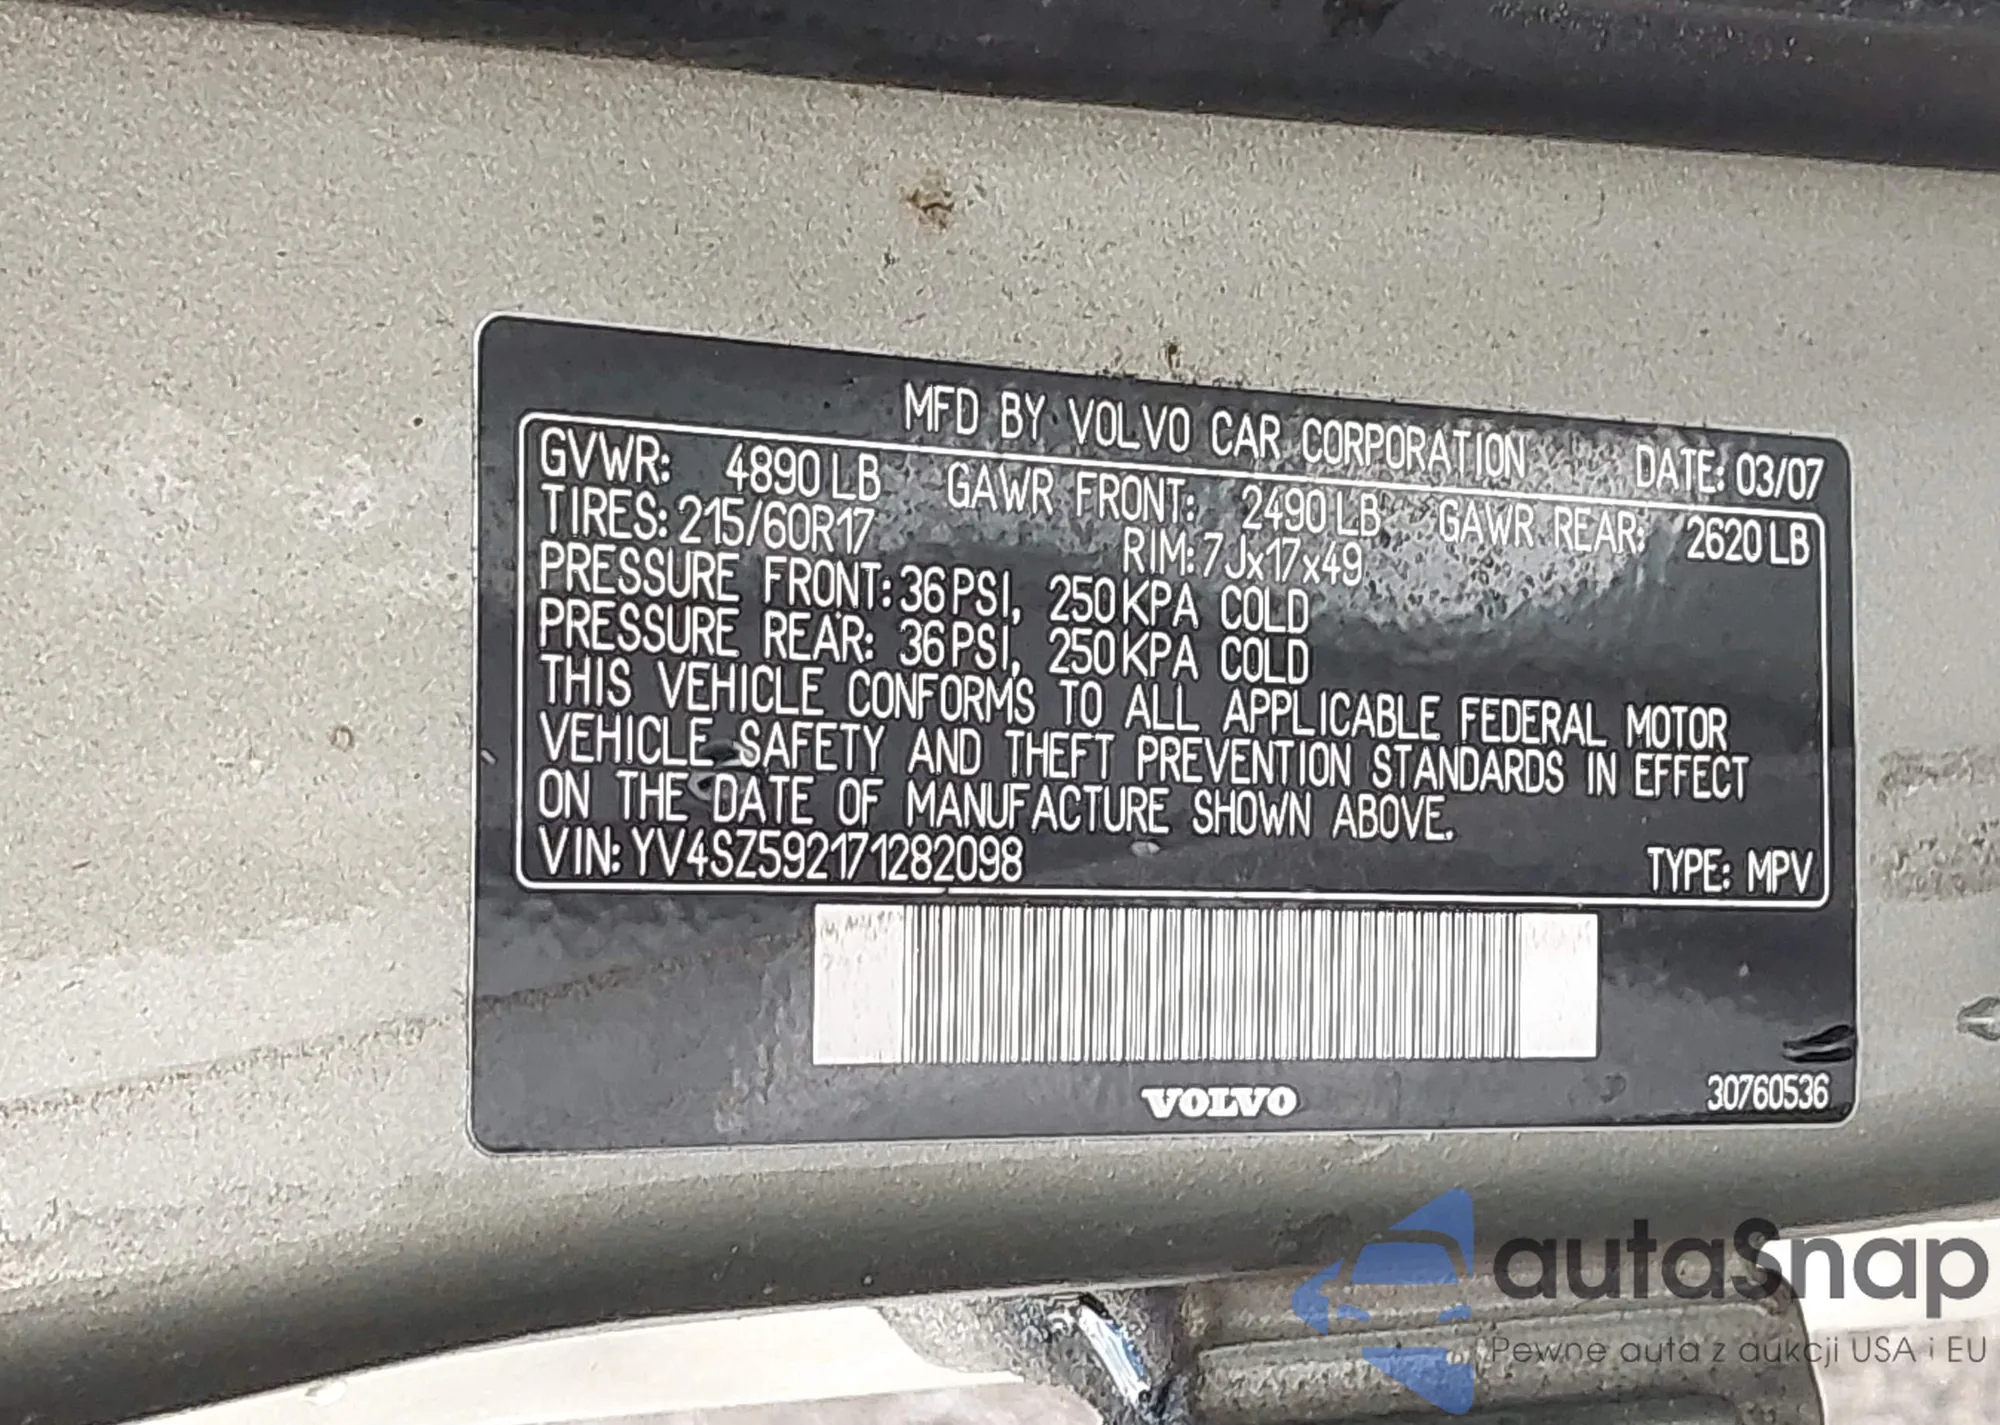 MFD BY VOLVO CAR CORPORATION DATE: 03/07
GVWR: 4890 LB GAWR FRONT: 2490 LB GAWR REAR: 2620 LB
TIRES: 215/60R17 RIM: 7Jx17x49
PRESSURE FRONT: 36 PSI, 250 KPA COLD
PRESSURE REAR: 36 PSI, 250 KPA COLD
THIS VEHICLE CONFORMS TO ALL APPLICABLE FEDERAL MOTOR
VEHICLE SAFETY AND THEFT PREVENTION STANDARDS IN EFFECT
ON THE DATE OF MANUFACTURE SHOWN ABOVE.
VIN: YV4SZ592171282098 TYPE: MPV
VOLVO
30760536
autaSnap
Pewne auta z aukcji USA i EU